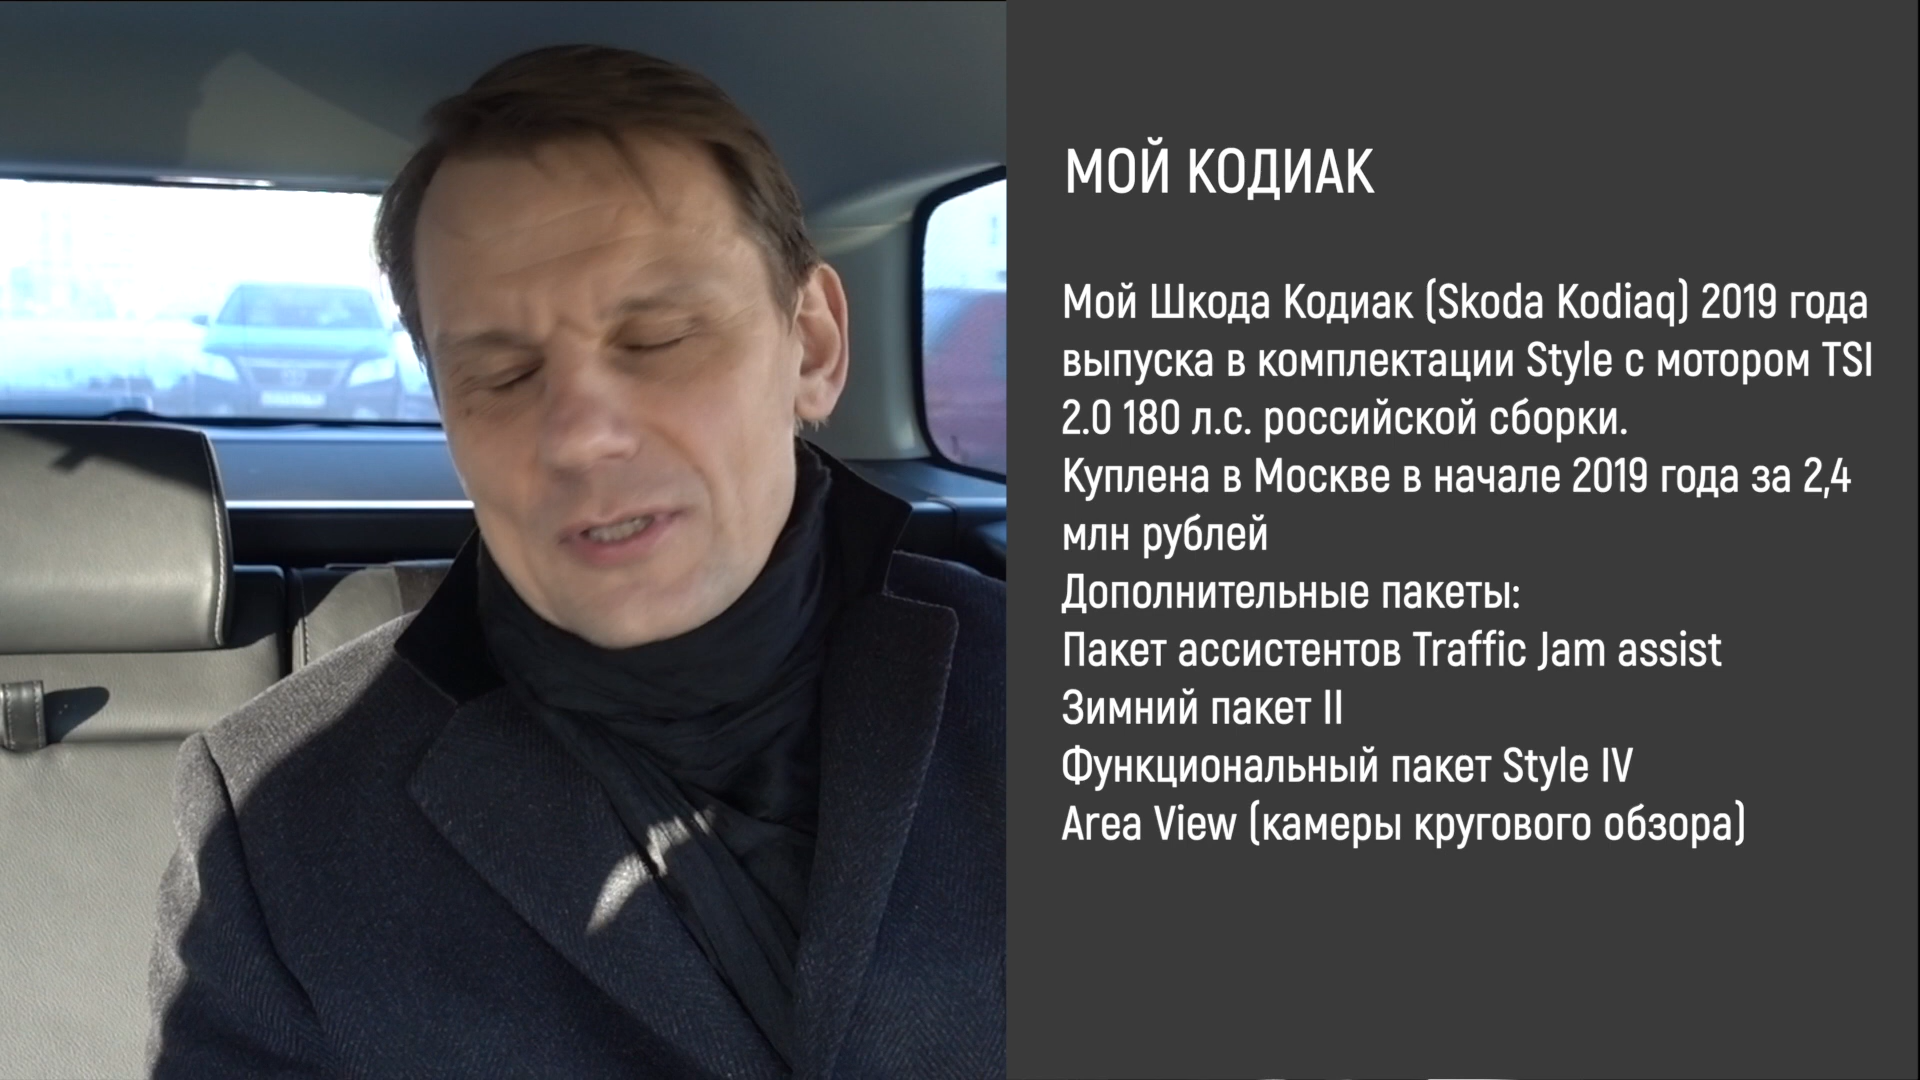 МОЙ КОДИАК
Мой Шкода Кодиак (Skoda Kodiaq) 2019 года
выпуска в комплектации Style с мотором TSI
2.0 180 л.с. российской сборки.
Куплена в Москве в начале 2019 года за 2,4
млн рублей
Дополнительные пакеты:
Пакет ассистентов Traffic Jam assist
Зимний пакет II
Функциональный пакет Style IV
Area View (камеры кругового обзора)